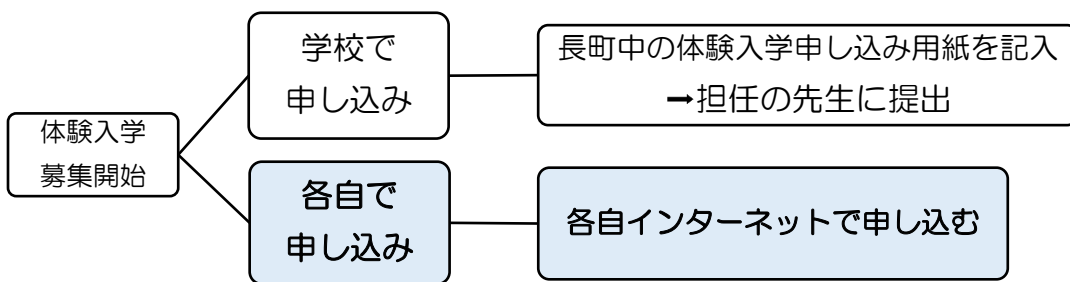 体験入学
募集開始
学校で
申し込み
長町中の体験入学申し込み用紙を記入
➡担任の先生に提出
各自で
申し込み
各自インターネットで申し込む